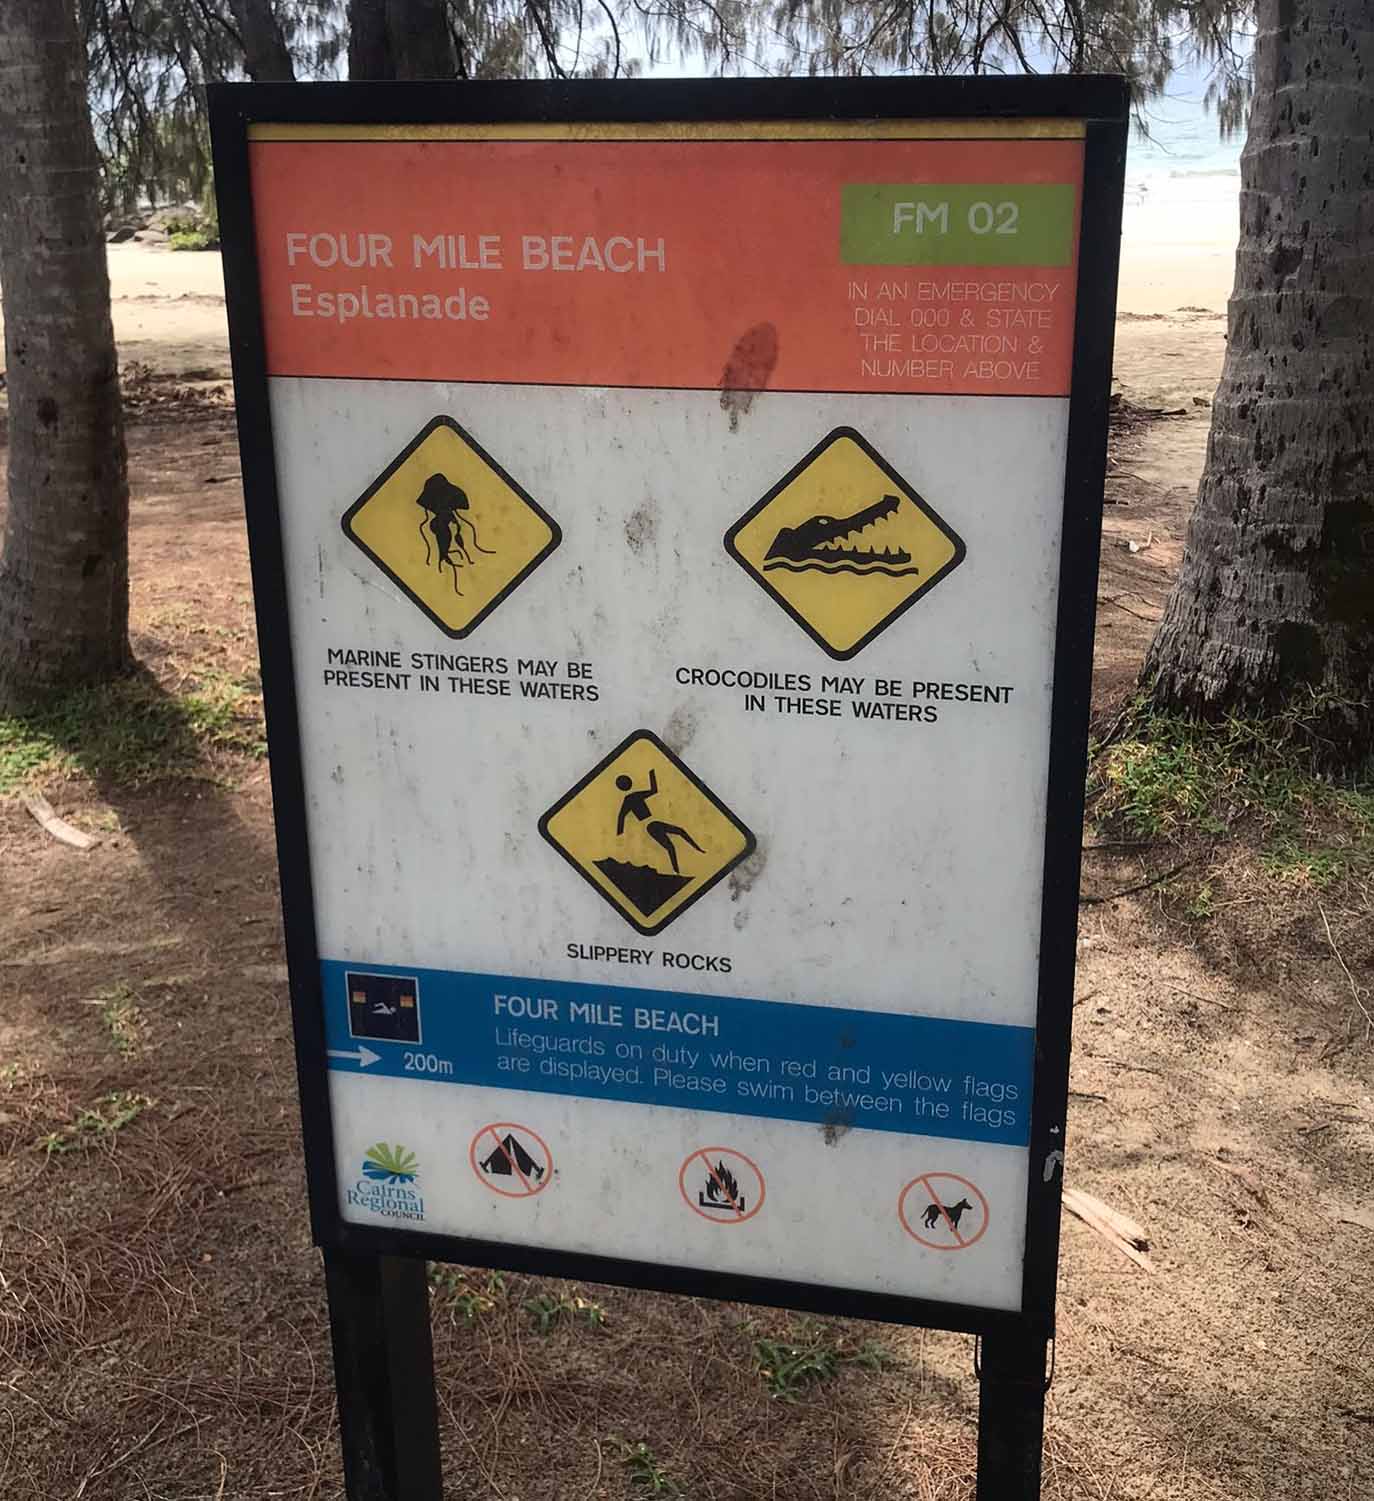 FOUR MILE BEACH
Esplanade
FM 02
IN AN EMERGENCY
DIAL 000 & STATE
THE LOCATION &
NUMBER ABOVE
MARINE STINGERS MAY BE
PRESENT IN THESE WATERS
CROCODILES MAY BE PRESENT
IN THESE WATERS
SLIPPERY ROCKS
200m
FOUR MILE BEACH
Lifeguards on duty when red and yellow flags
are displayed. Please swim between the flags
Cairns
Regional
COUNCIL